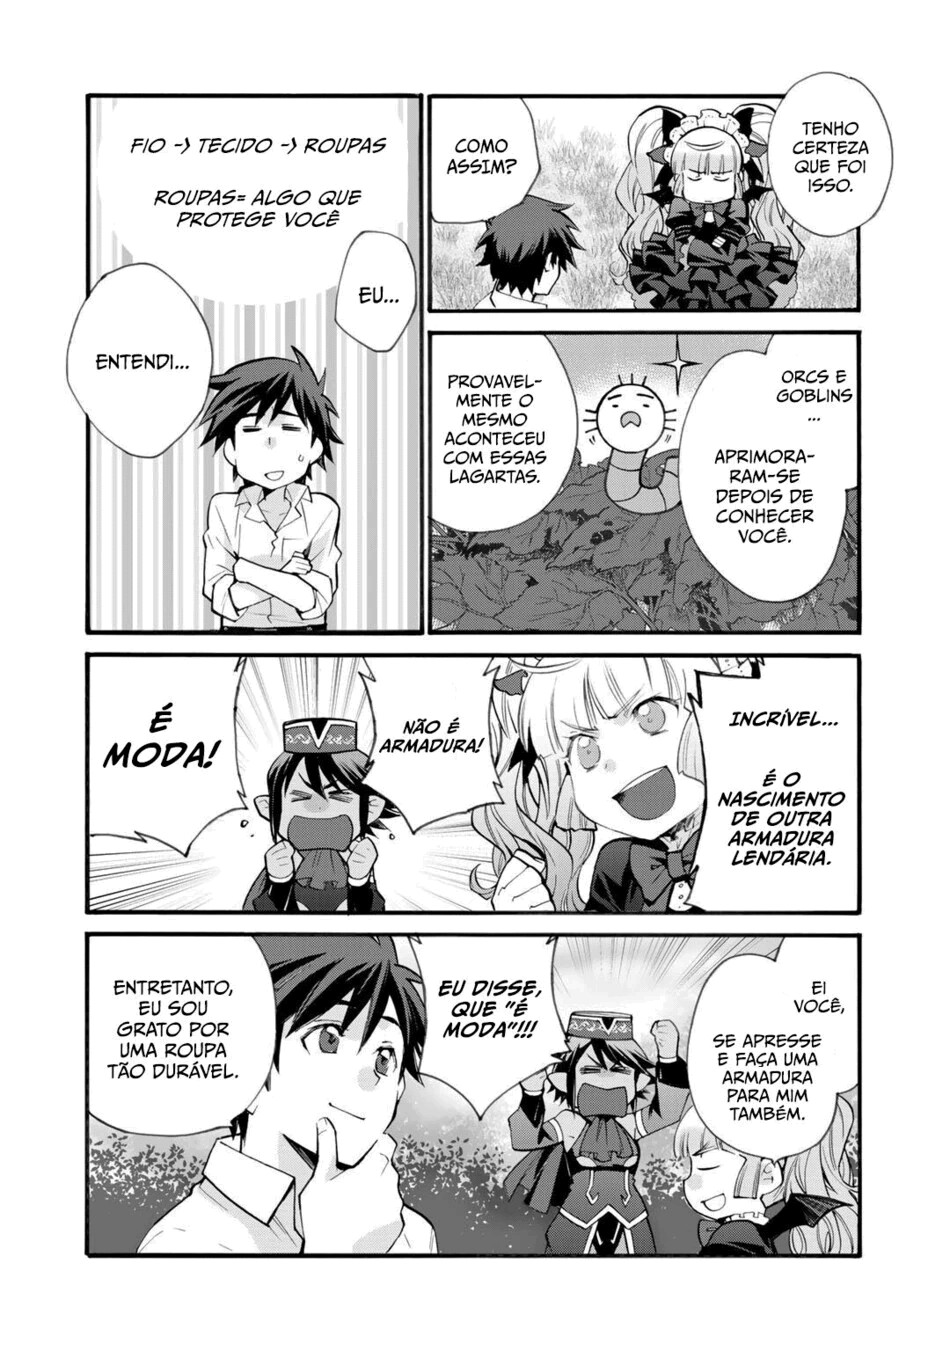 TENHO
CERTEZA
QUE FOI
ISSO.
COMO
ASSIM?
ORCS E
GOBLINS
...
APRIMORA-
RAM-SE
DEPOIS DE
CONHECER
VOCÊ.
PROVAVEL-
MENTE O
MESMO
ACONTECEU
COM ESSAS
LAGARTAS.
FIO -> TECIDO -> ROUPAS
ROUPAS= ALGO QUE
PROTEGE VOCÊ
EU...
ENTENDI...
INCRÍVEL...
É O
NASCIMENTO
DE OUTRA
ARMADURA
LENDÁRIA.
NÃO É
ARMADURA!
É
MODA!
EI
VOCÊ,
SE APRESSE
E FAÇA UMA
ARMADURA
PARA MIM
TAMBÉM.
EU DISSE,
QUE "É
MODA"!!!
ENTRETANTO,
EU SOU
GRATO POR
UMA ROUPA
TÃO DURÁVEL.